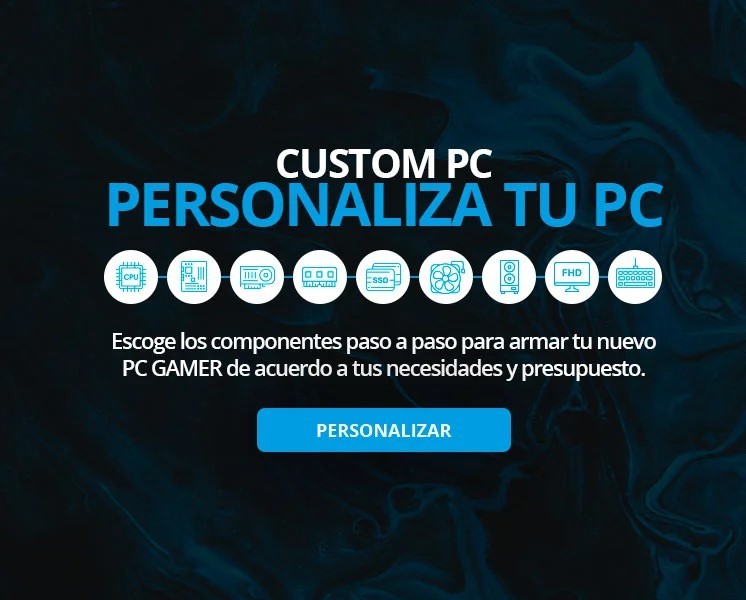 CUSTOM PC
PERSONALIZA TU PC
CPU
SSD
FHD
Escoge los componentes paso a paso para armar tu nuevo
PC GAMER de acuerdo a tus necesidades y presupuesto.
PERSONALIZAR